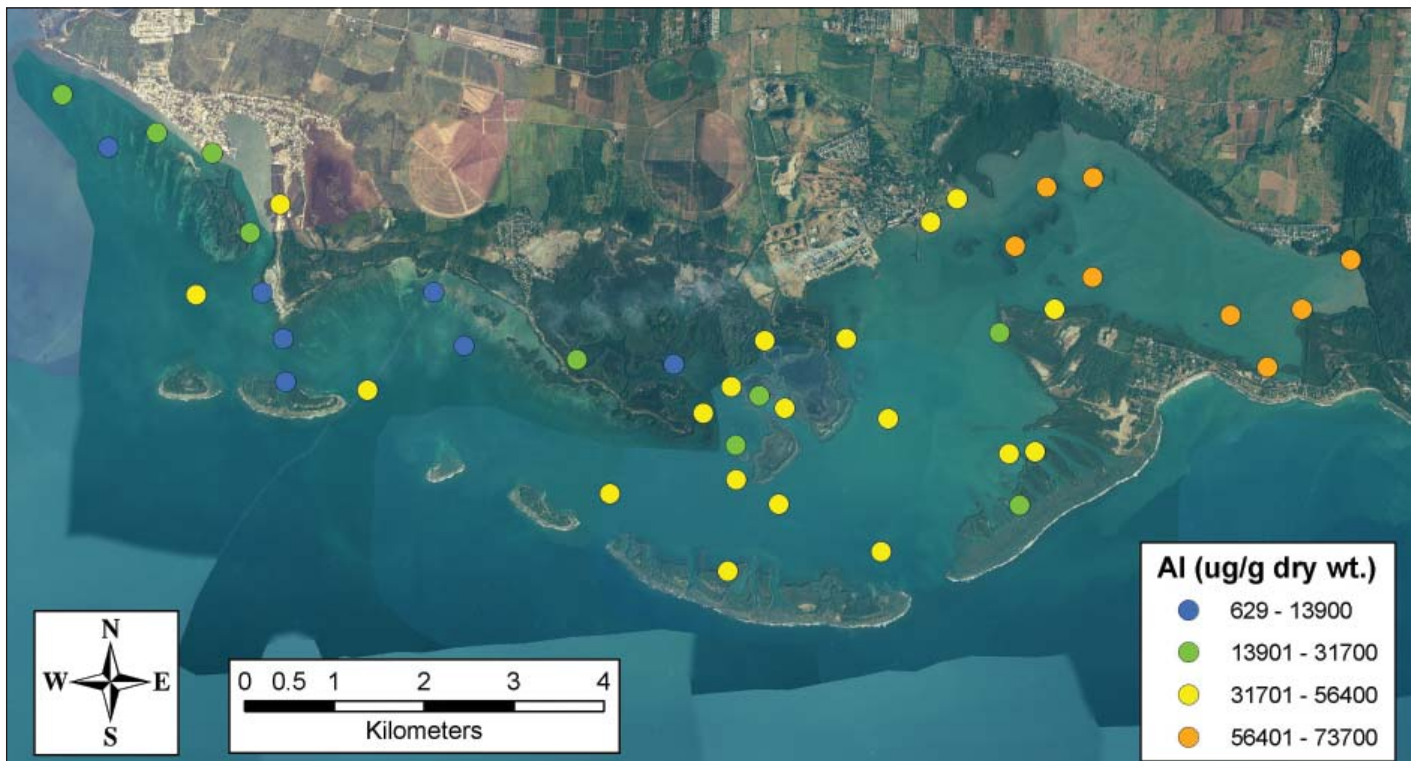 N
W E
S
0 0.5 1 2 3 4
Kilometers
Al (ug/g dry wt.)
629 - 13900
13901 - 31700
31701 - 56400
56401 - 73700